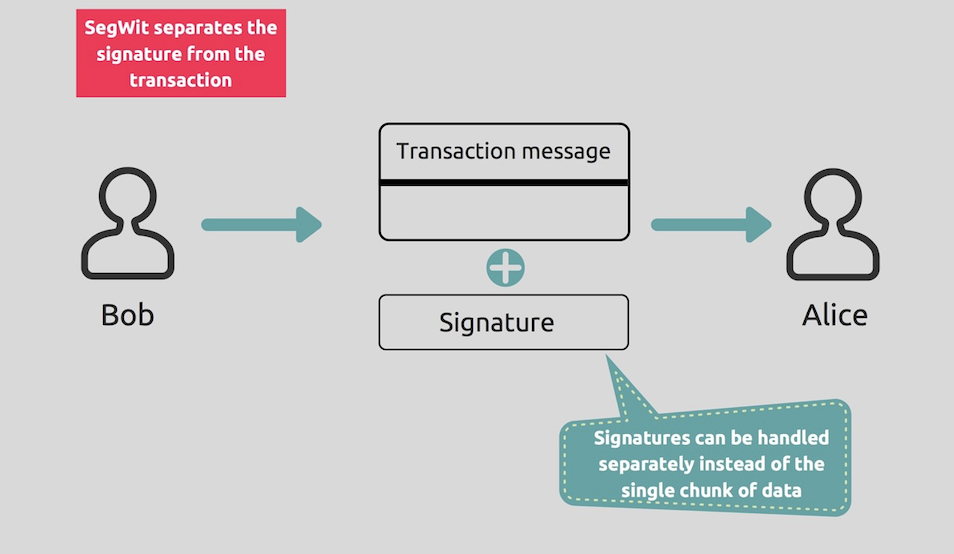 SegWit separates the
signature from the
transaction
Transaction message
Bob
Signature
Alice
Signatures can be handled
separately instead of the
single chunk of data